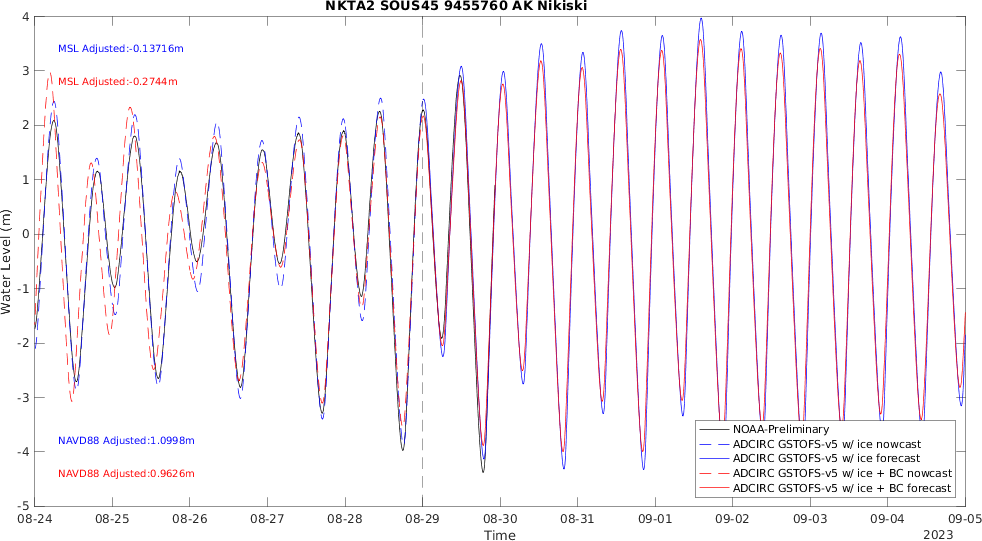 NKTA2 SOUS45 9455760 AK Nikiski
4
3
2
1
0
-1
-2
-3
-4
-5
Water Level (m)
MSL Adjusted:-0.13716m
MSL Adjusted:-0.2744m
NAVD88 Adjusted:1.0998m
NAVD88 Adjusted:0.9626m
NOAA-Preliminary
ADCIRC GSTOFS-v5 w/ ice nowcast
ADCIRC GSTOFS-v5 w/ ice forecast
ADCIRC GSTOFS-v5 w/ ice + BC nowcast
ADCIRC GSTOFS-v5 w/ ice + BC forecast
08-24 08-25 08-26 08-27 08-28 08-29 08-30 08-31 09-01 09-02 09-03 09-04 09-05
Time
2023